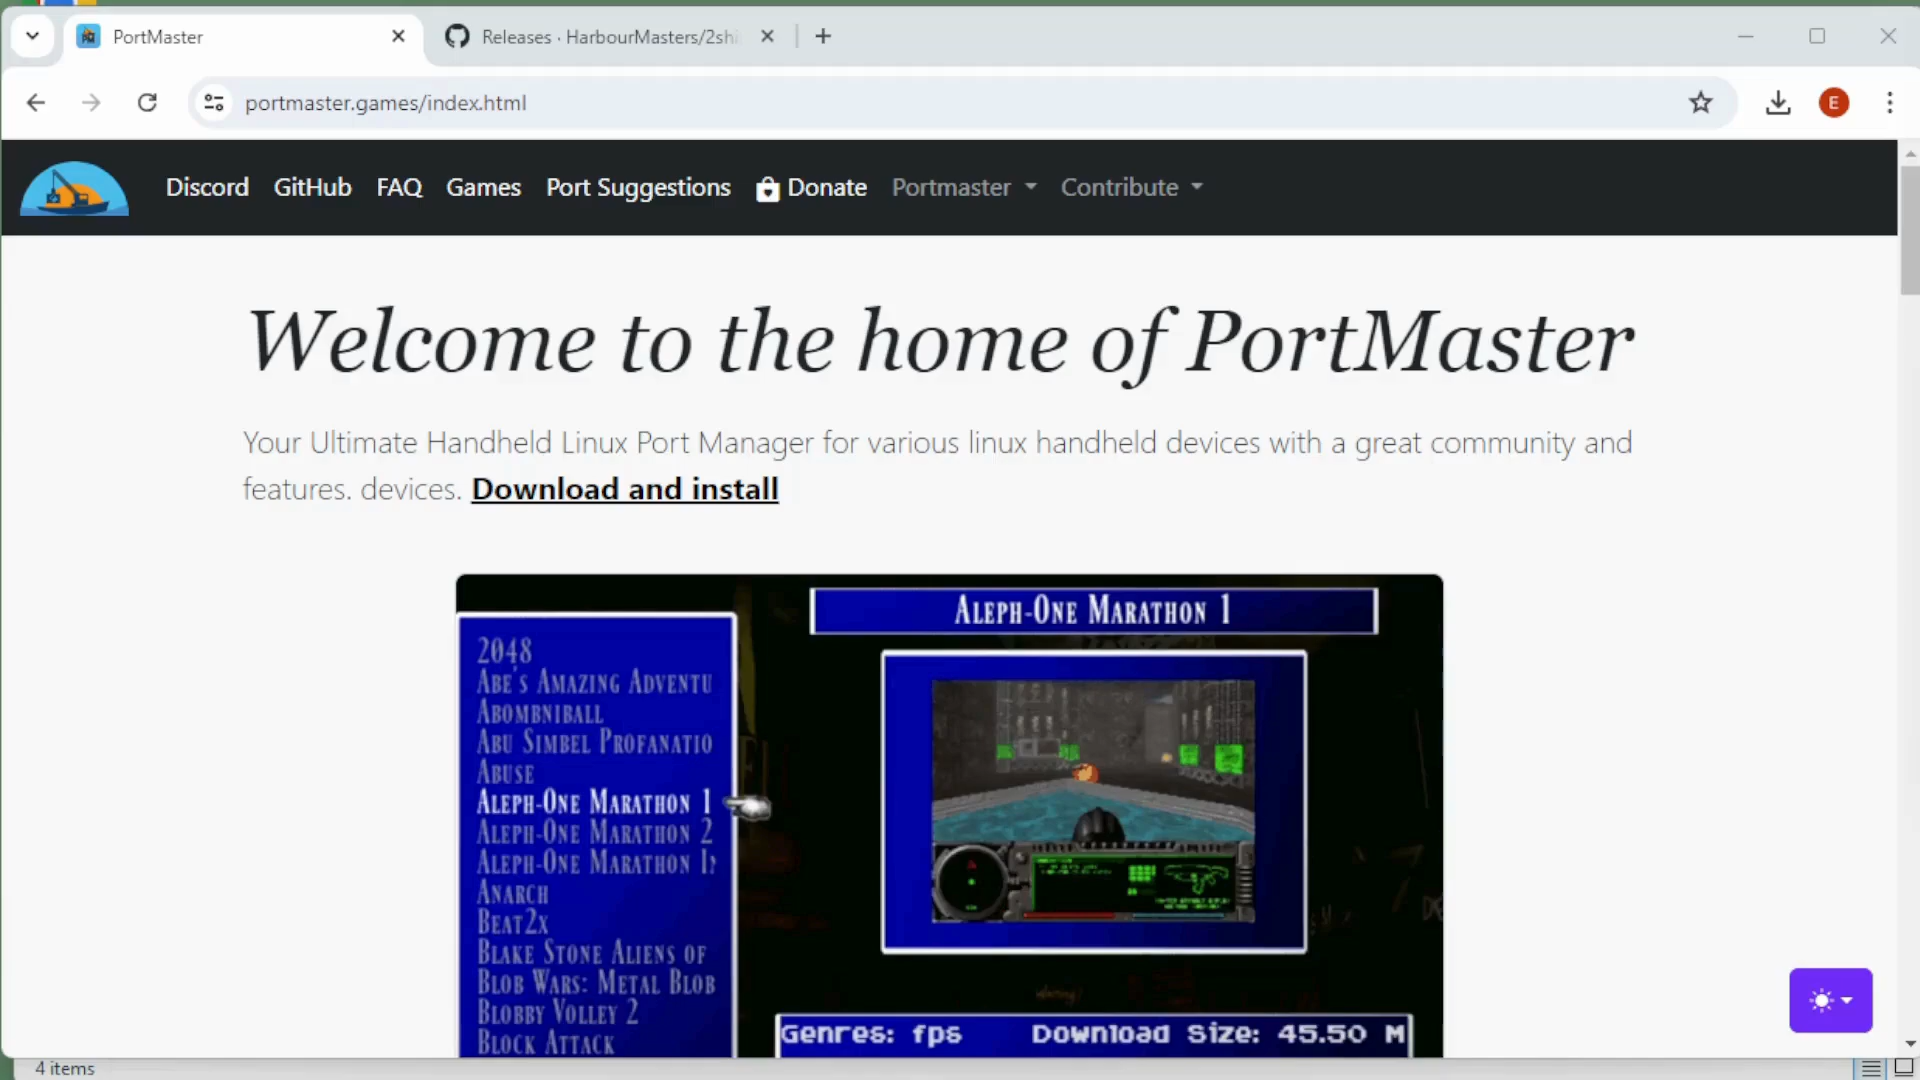 PortMaster
Releases · HarbourMasters/2shi
portmaster.games/index.html
E
Discord
GitHub
FAQ
Games
Port Suggestions
Donate
Portmaster
Contribute
Welcome to the home of PortMaster
Your Ultimate Handheld Linux Port Manager for various linux handheld devices with a great community and
features. devices. Download and install
ALEPH-ONE MARATHON 1
2048
ABE'S AMAZING ADVENTU
ABOMBNIBALL
ABU SIMBEL PROFANATIO
ABUSE
ALEPH-ONE MARATHON 1
ALEPH-ONE MARATHON 2
ALEPH-ONE MARATHON
ANARCH
BEAT2X
BLAKE STONE ALIENS OF
BLOB WARS: METAL BLOB
BLOBBY VOLLEY 2
BLOCK ATTACK
Genres: fps
Download Size: 45.50 M
4 items